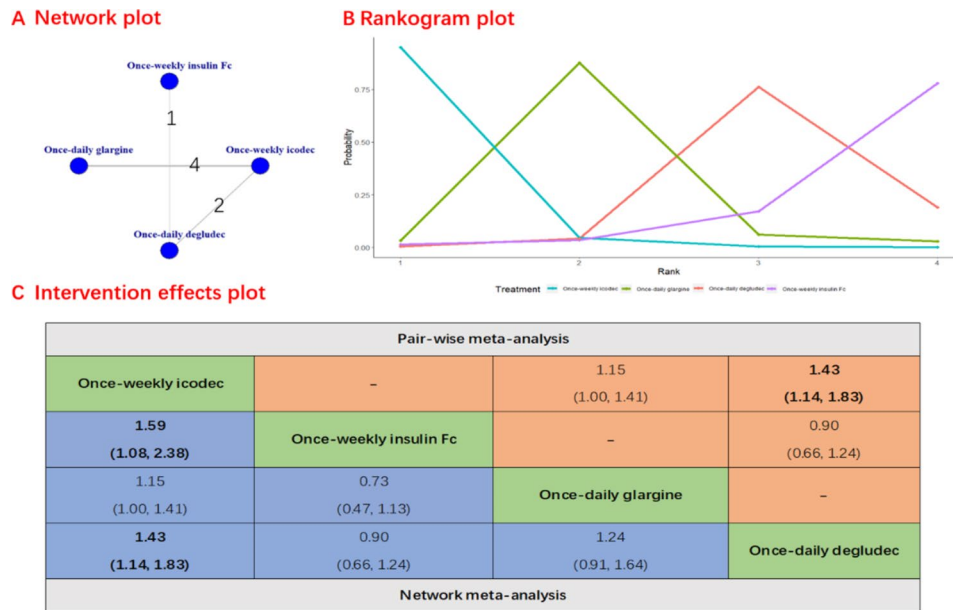 A Network plot
Once-weekly insulin Fc
1
Once-daily glargine
Once-weekly icodec
4
2
Once-daily degludec
B Rankogram plot
0.75
0.50
0.25
0.00
Probability
1 2 3 4
Rank
Treatment Once-weekly icodec Once-daily glargine Once-daily degludec Once-weekly insulin Fc
C Intervention effects plot
Pair-wise meta-analysis
Once-weekly icodec
–
1.15
(1.00, 1.41)
1.43
(1.14, 1.83)
1.59
(1.08, 2.38)
Once-weekly insulin Fc
–
0.90
(0.66, 1.24)
1.15
(1.00, 1.41)
0.73
(0.47, 1.13)
Once-daily glargine
–
1.43
(1.14, 1.83)
0.90
(0.66, 1.24)
1.24
(0.91, 1.64)
Once-daily degludec
Network meta-analysis